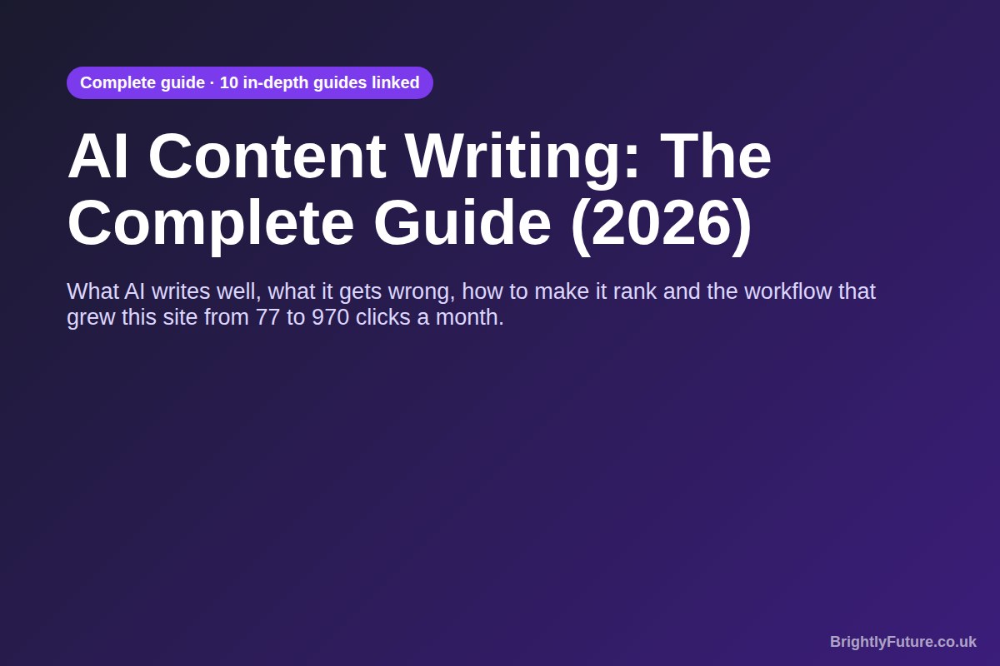 Complete guide · 10 in-depth guides linked
AI Content Writing: The
Complete Guide (2026)
What AI writes well, what it gets wrong, how to make it rank and the workflow that
grew this site from 77 to 970 clicks a month.
BrightlyFuture.co.uk